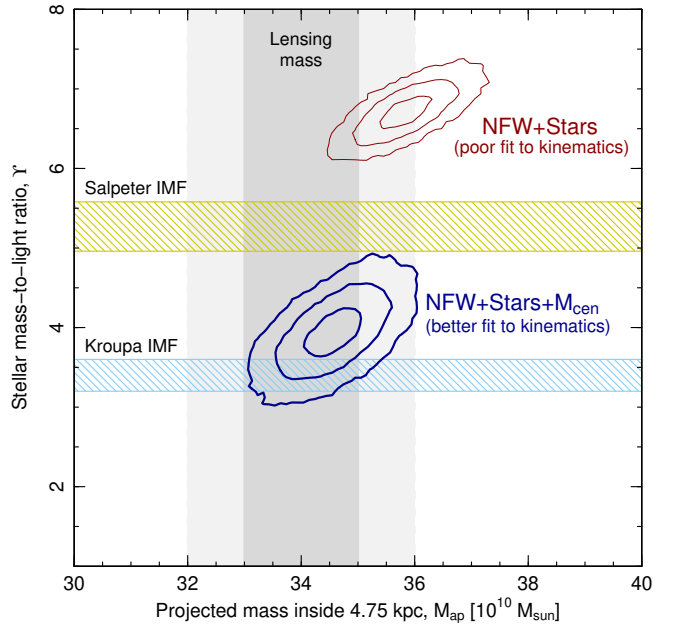 8
Lensing
mass
NFW+Stars
(poor fit to kinematics)
6
Salpeter IMF
Stellar mass−to−light ratio, ϒ
NFW+Stars+M_cen
(better fit to kinematics)
4
Kroupa IMF
2
30 32 34 36 38 40
Projected mass inside 4.75 kpc, M_ap [10^10 M_sun]